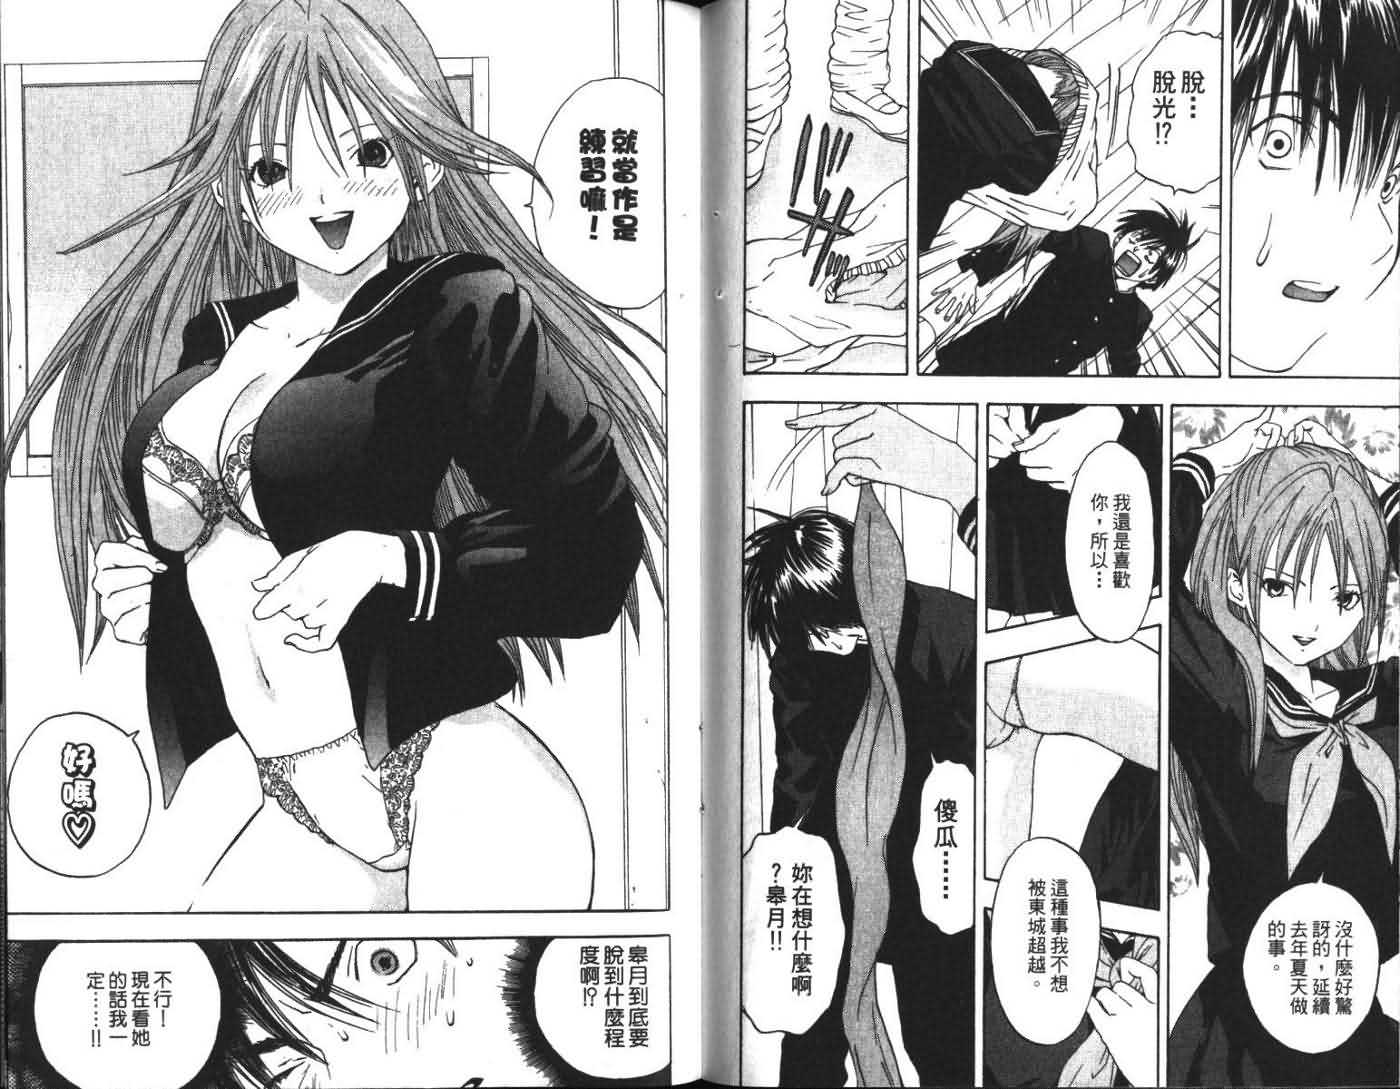 脫…
脫光!?
沒什麼好驚
訝的，延續
去年夏天做
的事。
我還是喜歡
你，所以…
這種事我不想
被東城超越。
傻瓜……
妳在想什麼啊
?皋月!!
就當作是
練習嘛！
好嗎♡
皋月到底要
脫到什麼程
度啊!?
不行！
現在看她
的話我一
定……!!